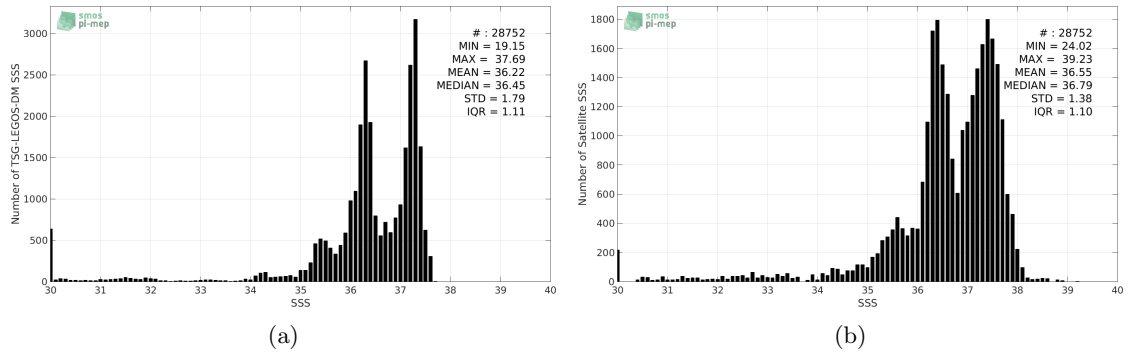 smos
pi-mep
# : 28752
MIN = 19.15
MAX = 37.69
MEAN = 36.22
MEDIAN = 36.45
STD = 1.79
IQR = 1.11
Number of TSG-LEGOS-DM SSS
3000
2500
2000
1500
1000
500
0
30 31 32 33 34 35 36 37 38 39 40
SSS
(a)
smos
pi-mep
# : 28752
MIN = 24.02
MAX = 39.23
MEAN = 36.55
MEDIAN = 36.79
STD = 1.38
IQR = 1.10
Number of Satellite SSS
1800
1600
1400
1200
1000
800
600
400
200
0
30 31 32 33 34 35 36 37 38 39 40
SSS
(b)